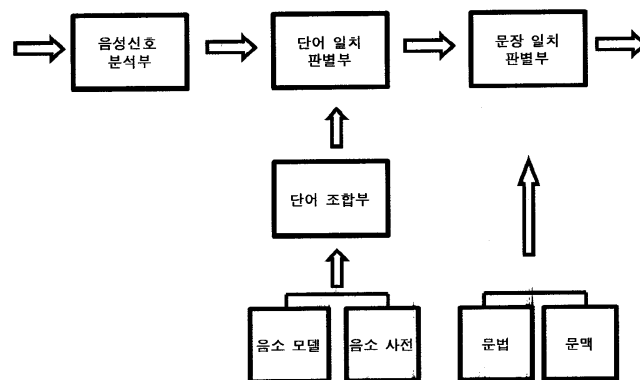 음성신호
분석부
단어 일치
판별부
문장 일치
판별부
단어 조합부
음소 모델
음소 사전
문법
문맥